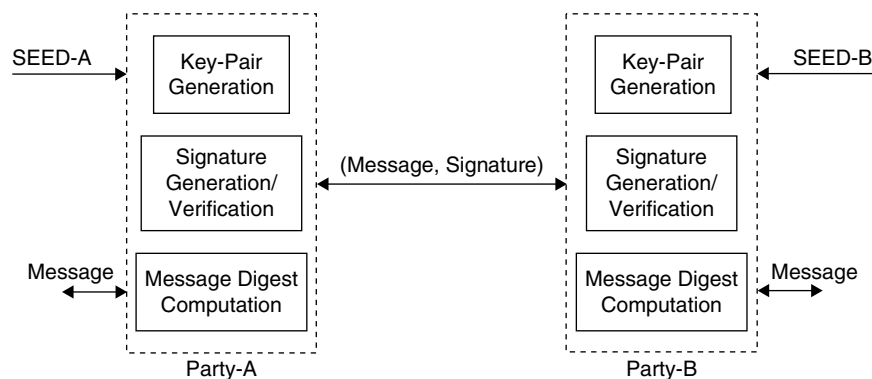 SEED-A
Key-Pair
Generation
Signature
Generation/
Verification
Message
Message Digest
Computation
Party-A
(Message, Signature)
SEED-B
Key-Pair
Generation
Signature
Generation/
Verification
Message
Message Digest
Computation
Party-B